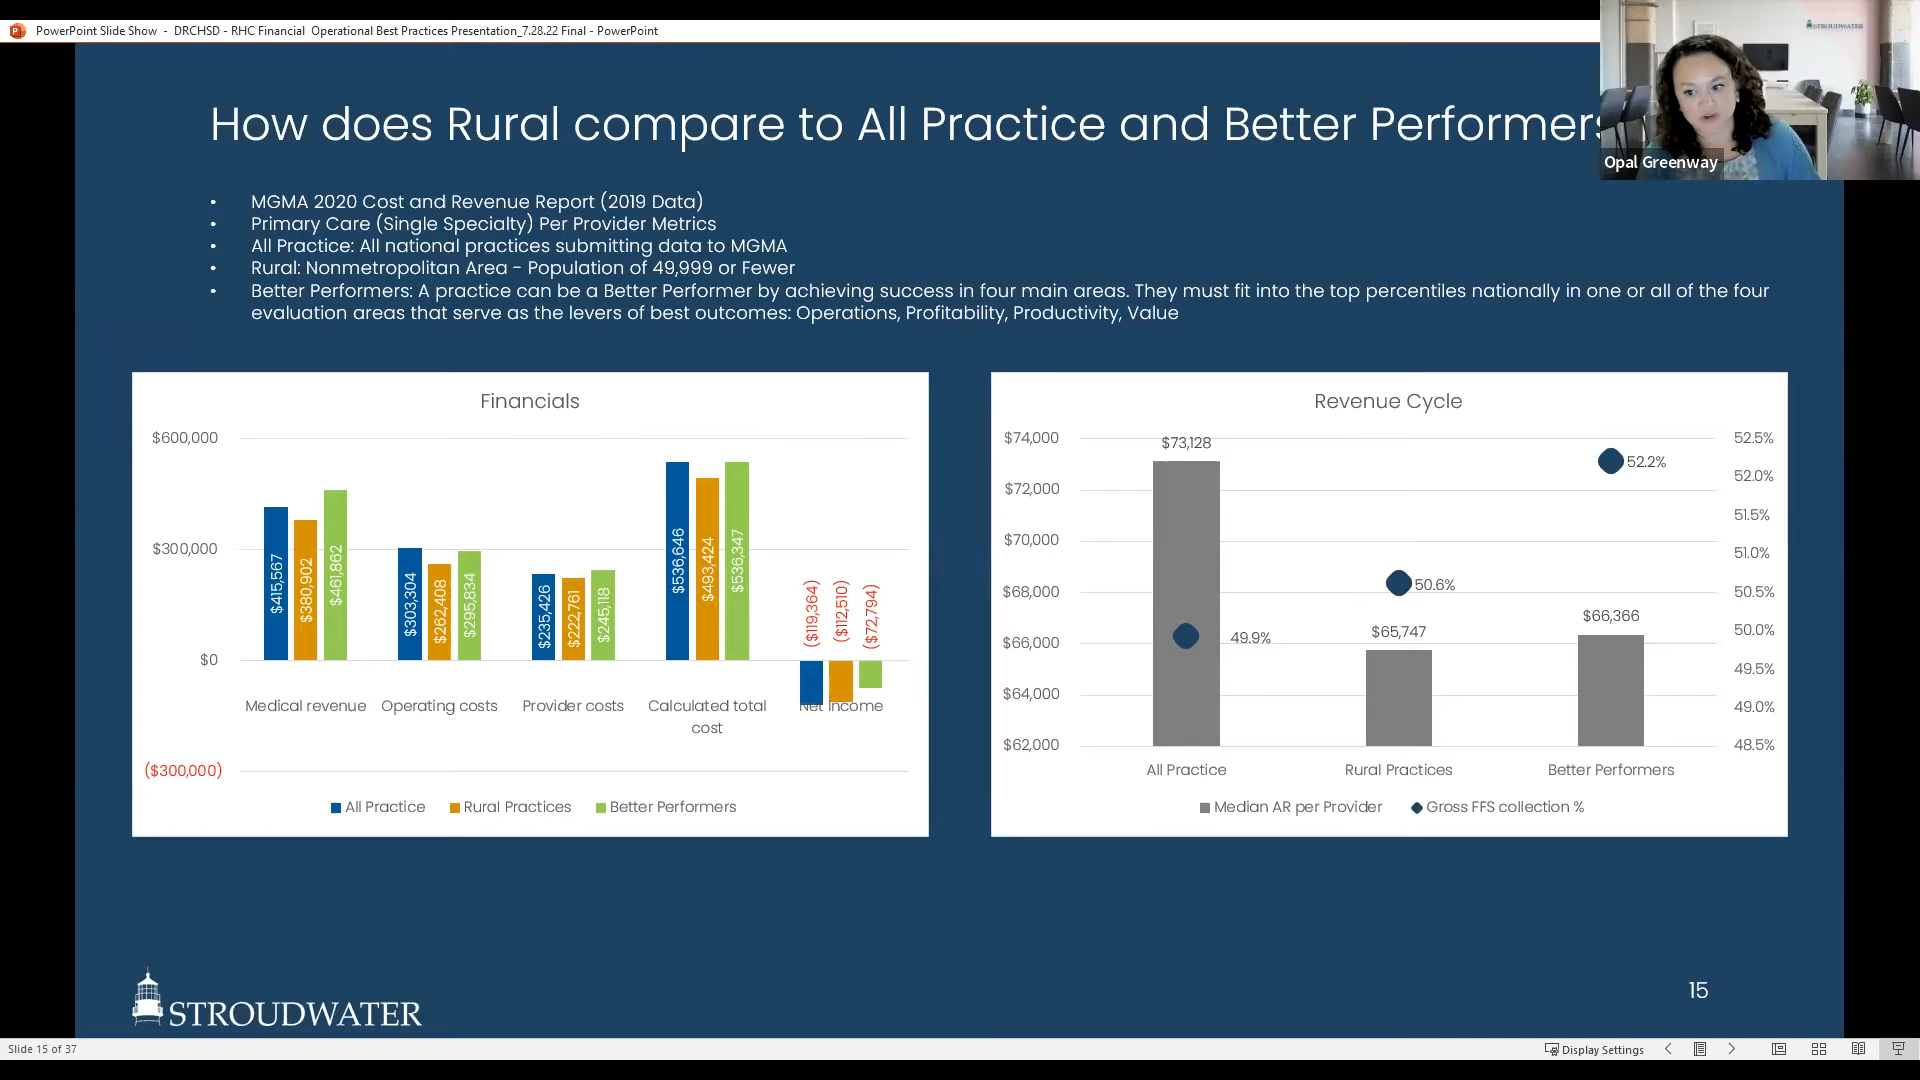 PowerPoint Slide Show - DRCHSD - RHC Financial Operational Best Practices Presentation_7.28.22 Final - PowerPoint
STROUDWATER
Opal Greenway
How does Rural compare to All Practice and Better Performers
• MGMA 2020 Cost and Revenue Report (2019 Data)
• Primary Care (Single Specialty) Per Provider Metrics
• All Practice: All national practices submitting data to MGMA
• Rural: Nonmetropolitan Area - Population of 49,999 or Fewer
• Better Performers: A practice can be a Better Performer by achieving success in four main areas. They must fit into the top percentiles nationally in one or all of the four
evaluation areas that serve as the levers of best outcomes: Operations, Profitability, Productivity, Value
Financials
$600,000
$300,000
$0
($300,000)
$415,567
$380,902
$461,862
$303,304
$262,408
$295,834
$235,426
$222,761
$245,118
$536,646
$493,424
$536,347
($119,364)
($112,510)
($72,794)
Medical revenue
Operating costs
Provider costs
Calculated total
cost
Net Income
All Practice
Rural Practices
Better Performers
Revenue Cycle
$74,000
$72,000
$70,000
$68,000
$66,000
$64,000
$62,000
$73,128
49.9%
50.6%
$65,747
52.2%
$66,366
52.5%
52.0%
51.5%
51.0%
50.5%
50.0%
49.5%
49.0%
48.5%
All Practice
Rural Practices
Better Performers
Median AR per Provider
Gross FFS collection %
STROUDWATER
15
Slide 15 of 37
Display Settings